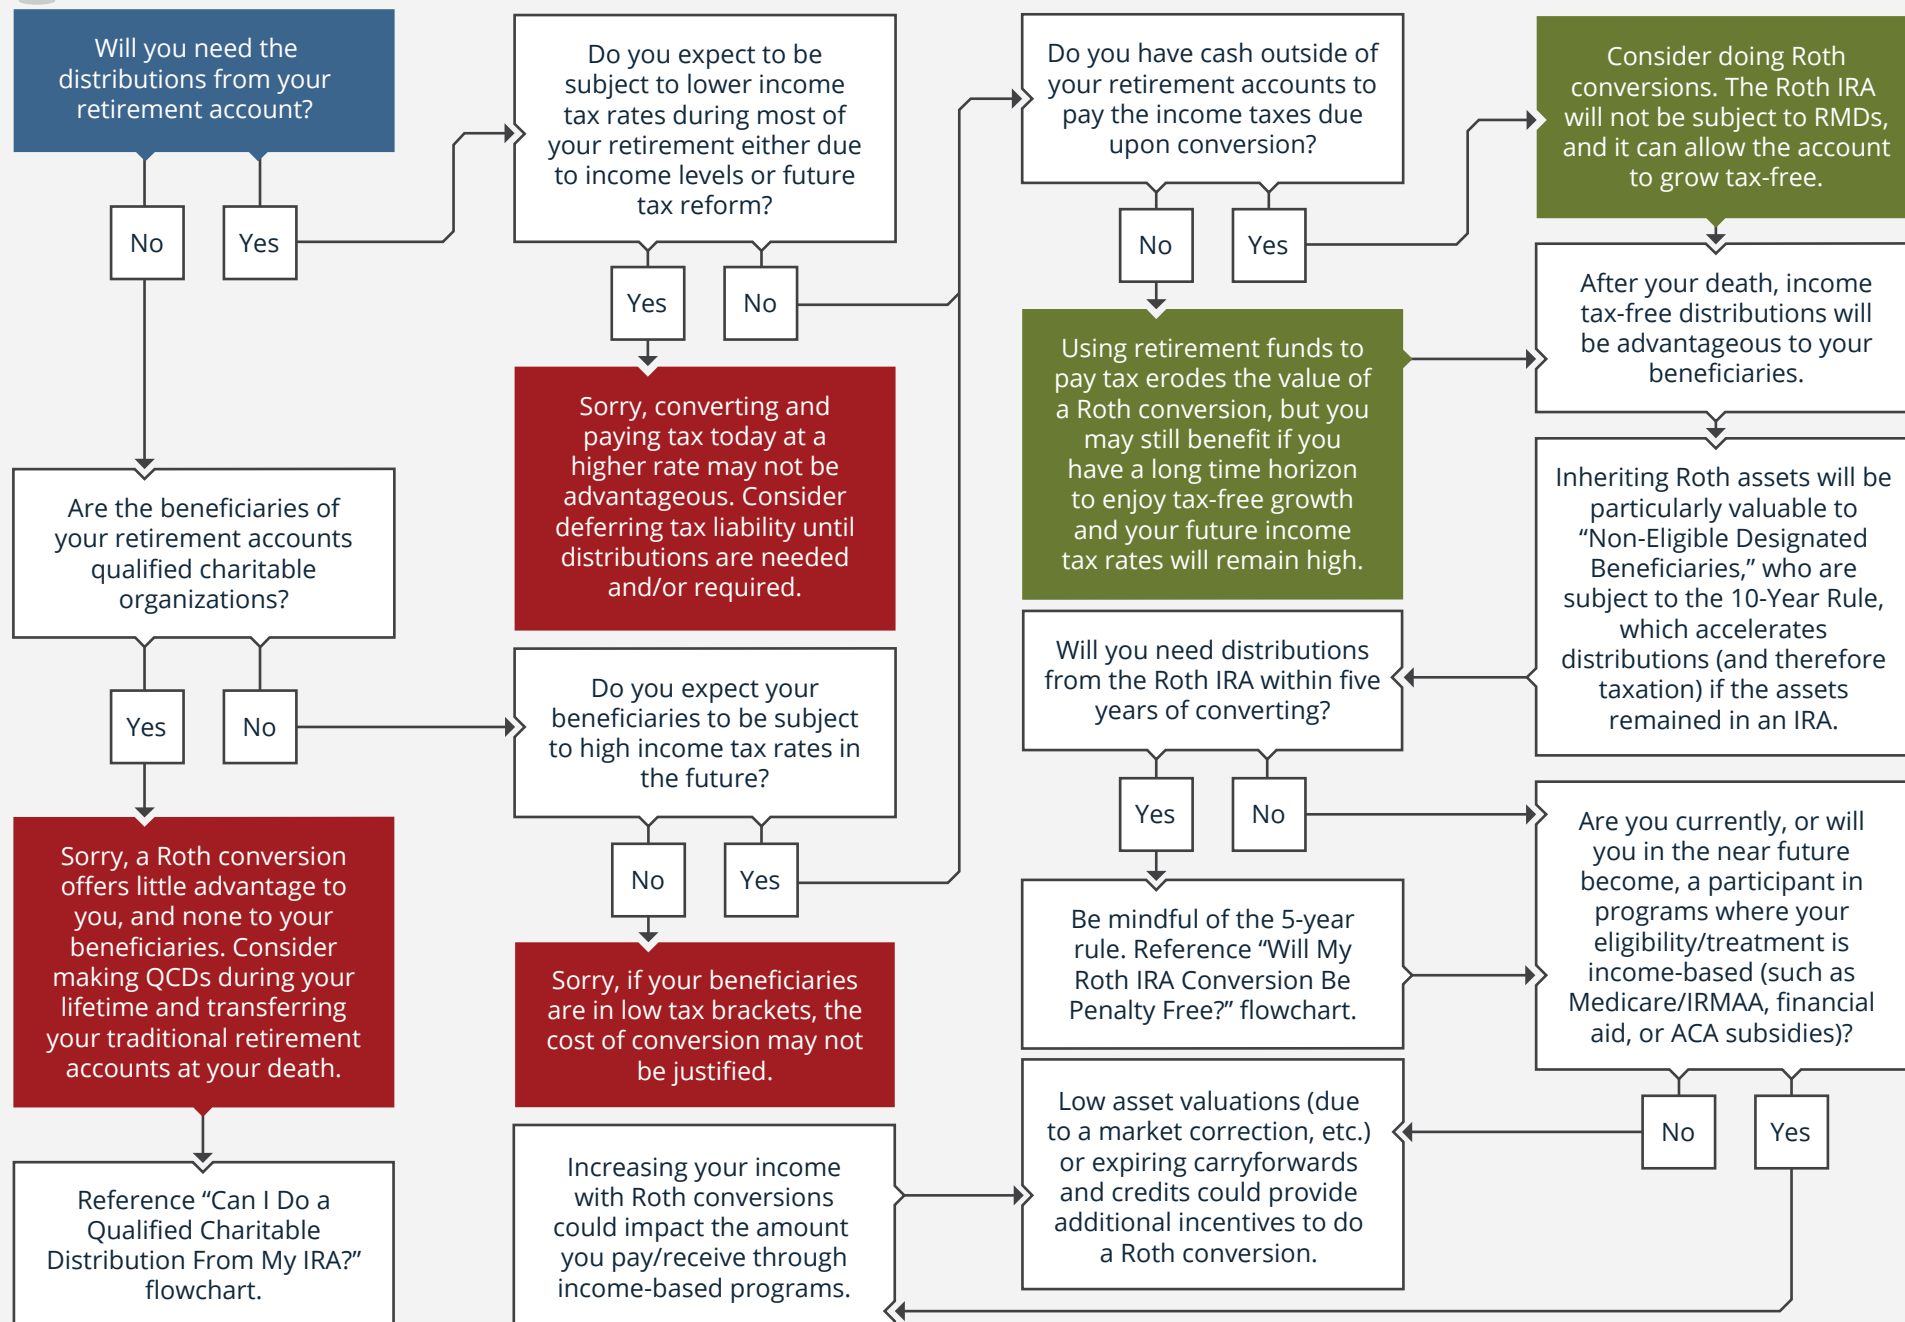 Will you need the
distributions from your
retirement account?
No
Yes
Do you expect to be
subject to lower income
tax rates during most of
your retirement either due
to income levels or future
tax reform?
Yes
No
Sorry, converting and
paying tax today at a
higher rate may not be
advantageous. Consider
deferring tax liability until
distributions are needed
and/or required.
Are the beneficiaries of
your retirement accounts
qualified charitable
organizations?
Yes
No
Sorry, a Roth conversion
offers little advantage to
you, and none to your
beneficiaries. Consider
making QCDs during your
lifetime and transferring
your traditional retirement
accounts at your death.
Reference “Can I Do a
Qualified Charitable
Distribution From My IRA?”
flowchart.
Do you expect your
beneficiaries to be subject
to high income tax rates in
the future?
No
Yes
Sorry, if your beneficiaries
are in low tax brackets, the
cost of conversion may not
be justified.
Do you have cash outside of
your retirement accounts to
pay the income taxes due
upon conversion?
No
Yes
Using retirement funds to
pay tax erodes the value of
a Roth conversion, but you
may still benefit if you
have a long time horizon
to enjoy tax-free growth
and your future income
tax rates will remain high.
Consider doing Roth
conversions. The Roth IRA
will not be subject to RMDs,
and it can allow the account
to grow tax-free.
After your death, income
tax-free distributions will
be advantageous to your
beneficiaries.
Inheriting Roth assets will be
particularly valuable to
“Non-Eligible Designated
Beneficiaries,” who are
subject to the 10-Year Rule,
which accelerates
distributions (and therefore
taxation) if the assets
remained in an IRA.
Will you need distributions
from the Roth IRA within five
years of converting?
Yes
No
Be mindful of the 5-year
rule. Reference “Will My
Roth IRA Conversion Be
Penalty Free?” flowchart.
Are you currently, or will
you in the near future
become, a participant in
programs where your
eligibility/treatment is
income-based (such as
Medicare/IRMAA, financial
aid, or ACA subsidies)?
No
Yes
Increasing your income
with Roth conversions
could impact the amount
you pay/receive through
income-based programs.
Low asset valuations (due
to a market correction, etc.)
or expiring carryforwards
and credits could provide
additional incentives to do
a Roth conversion.